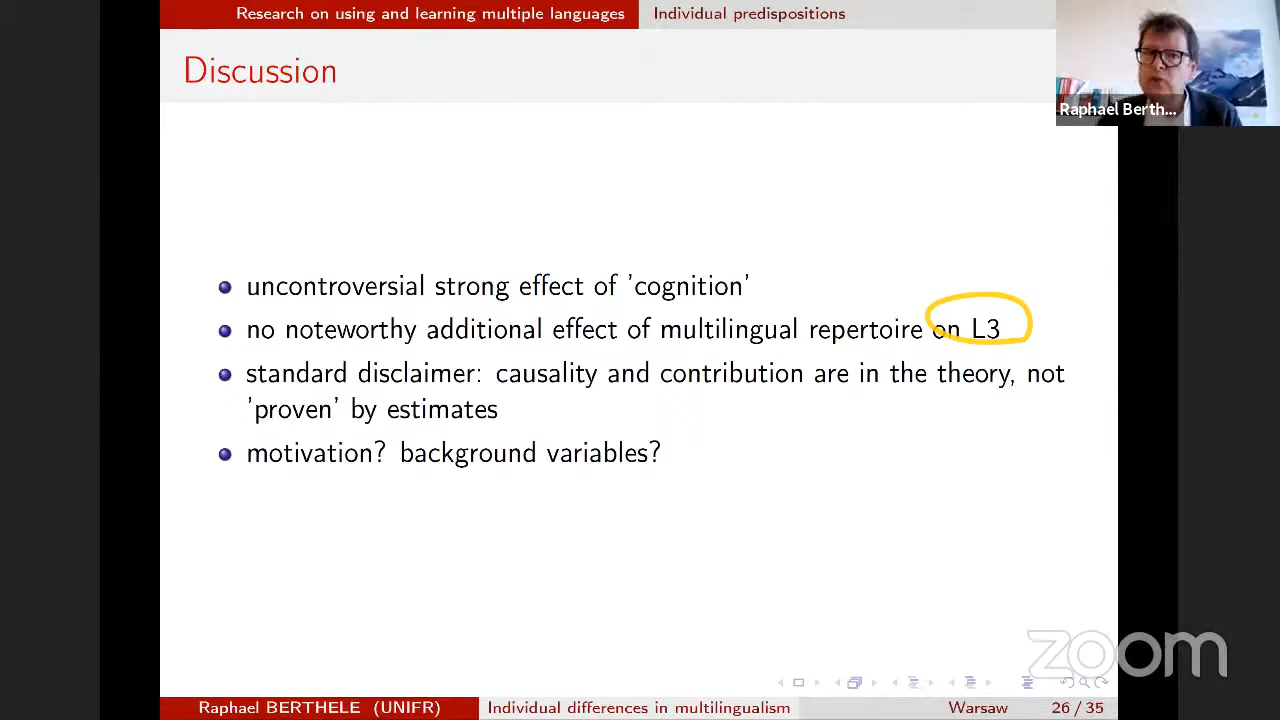 Research on using and learning multiple languages Individual predispositions
Discussion
Raphael Berth...
uncontroversial strong effect of 'cognition'
no noteworthy additional effect of multilingual repertoire on L3
standard disclaimer: causality and contribution are in the theory, not
'proven' by estimates
motivation? background variables?
zoom
Raphael BERTHELE (UNIFR) Individual differences in multilingualism Warsaw 26 / 35